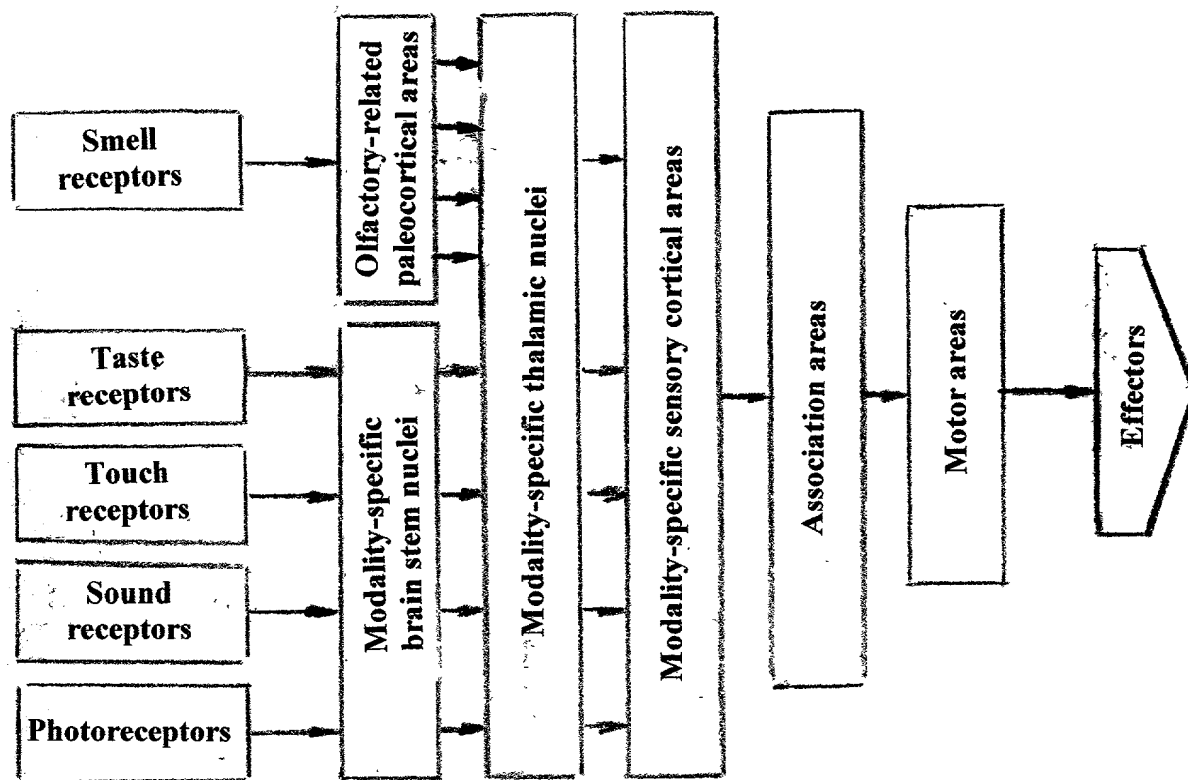 Smell
receptors
Taste
receptors
Touch
receptors
Sound
receptors
Photoreceptors
Olfactory-related
paleocortical areas
Modality-specific
brain stem nuclei
Modality-specific thalamic nuclei
Modality-specific sensory cortical areas
Association areas
Motor areas
Effectors